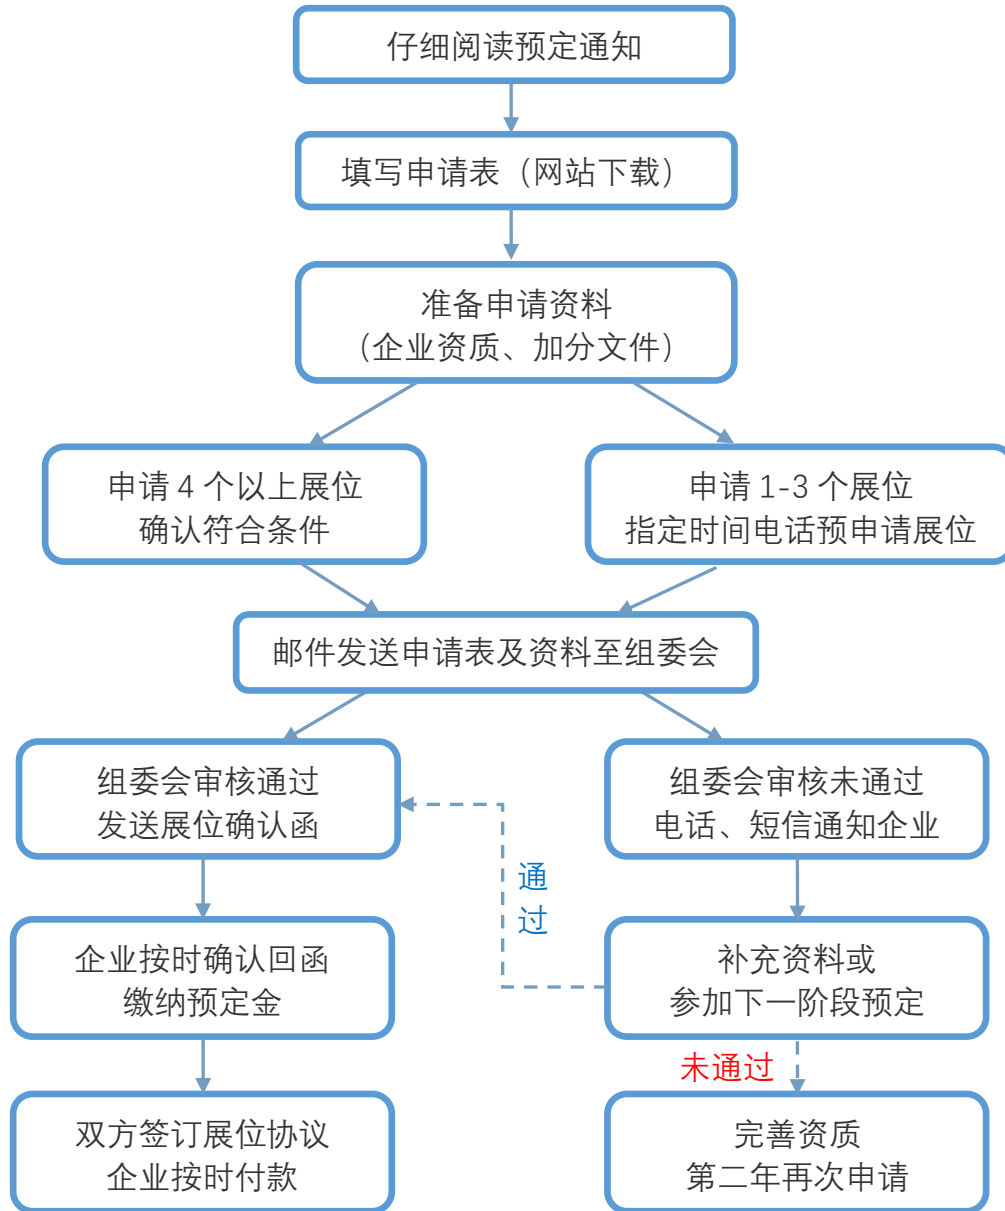 仔细阅读预定通知
填写申请表（网站下载）
准备申请资料
（企业资质、加分文件）
申请 4 个以上展位
确认符合条件
申请 1-3 个展位
指定时间电话预申请展位
邮件发送申请表及资料至组委会
组委会审核通过
发送展位确认函
组委会审核未通过
电话、短信通知企业
通
过
企业按时确认回函
缴纳预定金
补充资料或
参加下一阶段预定
未通过
双方签订展位协议
企业按时付款
完善资质
第二年再次申请